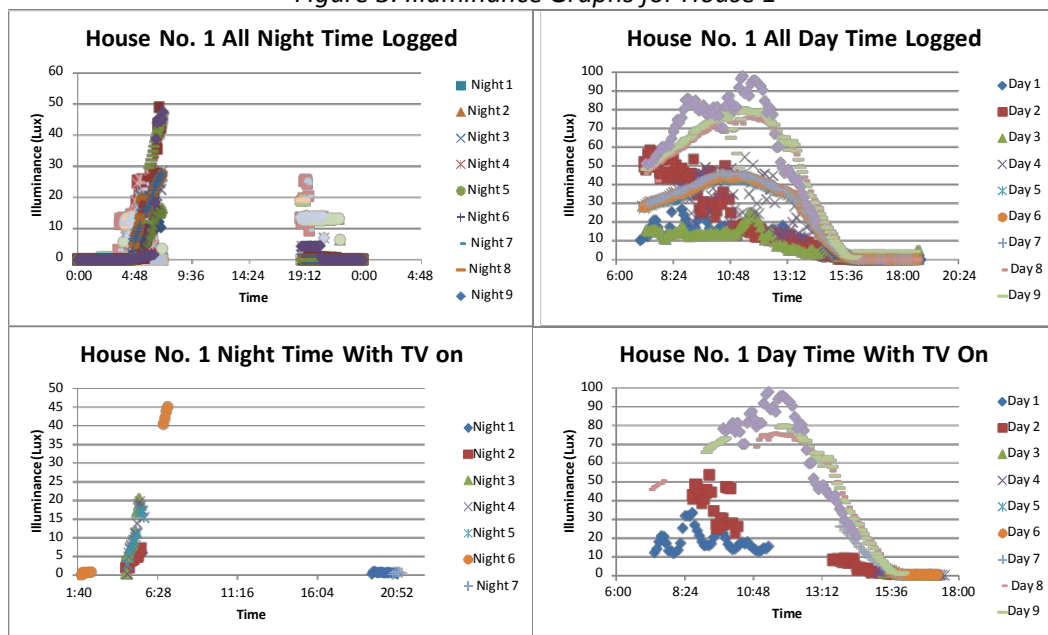 House No. 1 All Night Time Logged
60
50
40
30
20
10
0
Illuminance (Lux)
0:00 4:48 9:36 14:24 19:12 0:00 4:48
Time
Night 1
Night 2
Night 3
Night 4
Night 5
Night 6
Night 7
Night 8
Night 9
House No. 1 All Day Time Logged
100
90
80
70
60
50
40
30
20
10
0
Illuminance (Lux)
6:00 8:24 10:48 13:12 15:36 18:00 20:24
Time
Day 1
Day 2
Day 3
Day 4
Day 5
Day 6
Day 7
Day 8
Day 9
House No. 1 Night Time With TV on
50
45
40
35
30
25
20
15
10
5
0
Illuminance (Lux)
1:40 6:28 11:16 16:04 20:52
Time
Night 1
Night 2
Night 3
Night 4
Night 5
Night 6
Night 7
House No. 1 Day Time With TV On
100
90
80
70
60
50
40
30
20
10
0
Illuminance (Lux)
6:00 8:24 10:48 13:12 15:36 18:00
Time
Day 1
Day 2
Day 3
Day 4
Day 5
Day 6
Day 7
Day 8
Day 9